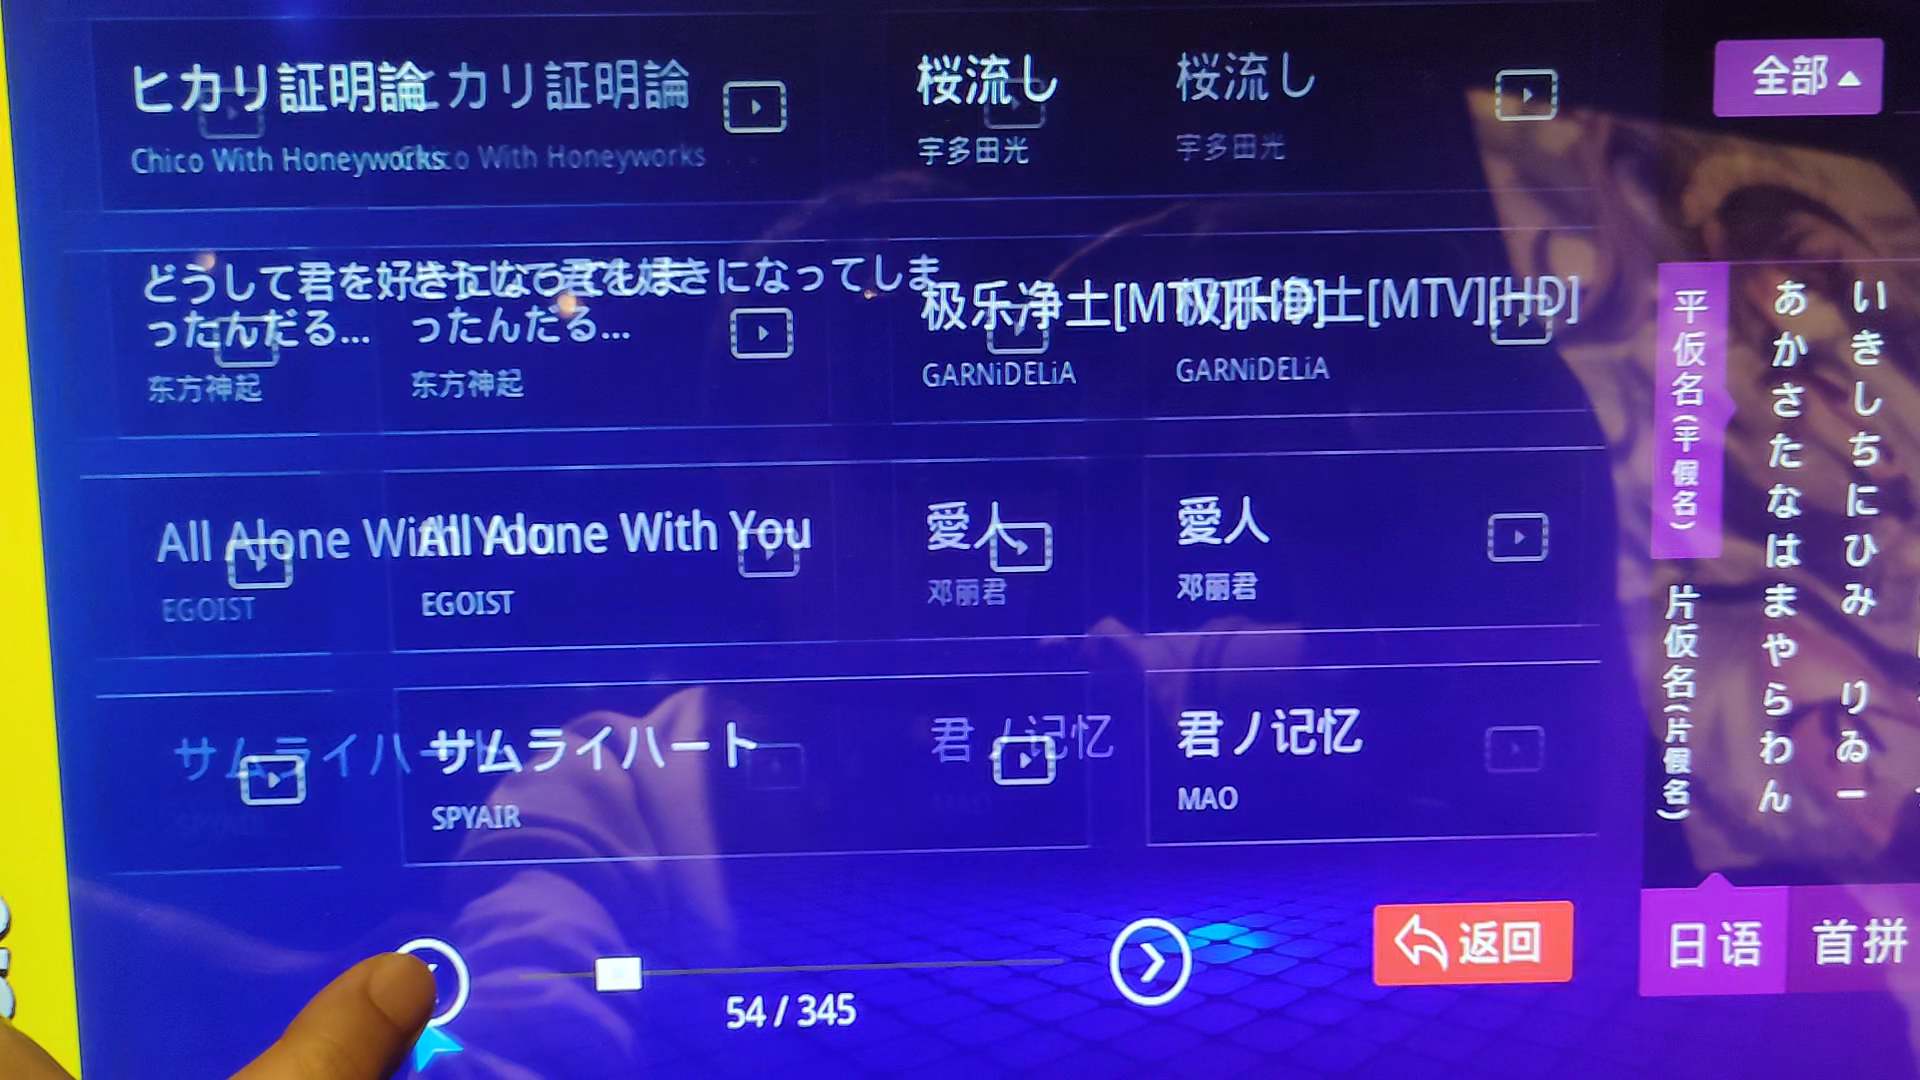 ヒカリ証明論
Chico With Honeyworks
桜流し
宇多田光
どうして君を好きになってしま
ったんだろ...
东方神起
极乐净土[MTV][HD]
GARNiDELiA
All Alone With You
EGOIST
愛人
邓丽君
サムライハート
SPYAIR
君ノ记忆
MAO
54 / 345
返回
全部
平仮名(平假名)
片仮名(片假名)
あかさたなはまやらわん
いきしちにひみ りゐー
日语
首拼